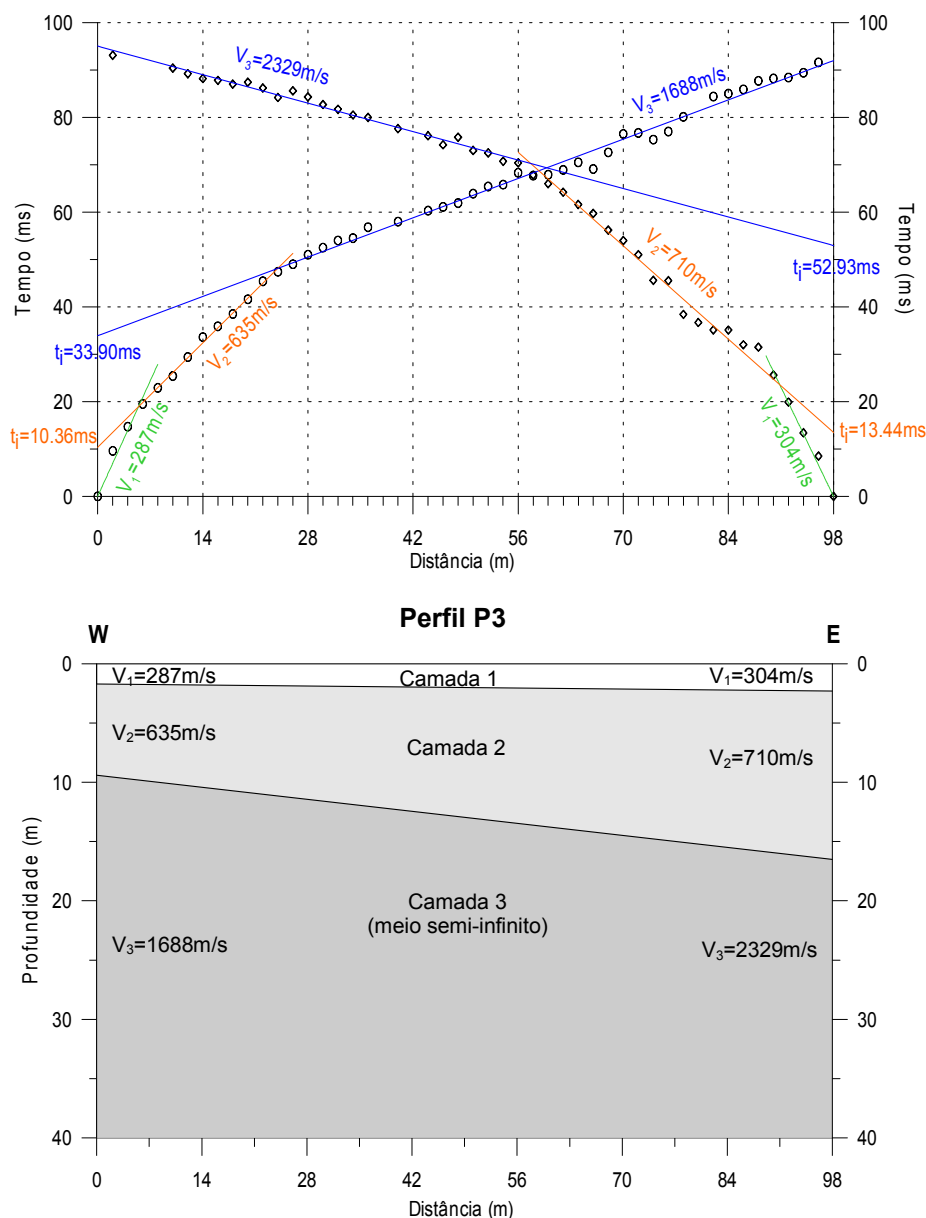 100
80
60
40
20
0
Tempo (ms)
100
80
60
40
20
0
Tempo (ms)
V3=2329m/s
V3=1688m/s
ti=52.93ms
V2=710m/s
ti=33.90ms
V2=635m/s
ti=10.36ms
V1=287m/s
V1=304m/s
ti=13.44ms
0 14 28 42 56 70 84 98
Distância (m)
Perfil P3
W
E
0
10
20
30
40
Profundidade (m)
0
10
20
30
40
V1=287m/s
Camada 1
V1=304m/s
V2=635m/s
Camada 2
V2=710m/s
Camada 3
(meio semi-infinito)
V3=1688m/s
V3=2329m/s
0 14 28 42 56 70 84 98
Distância (m)